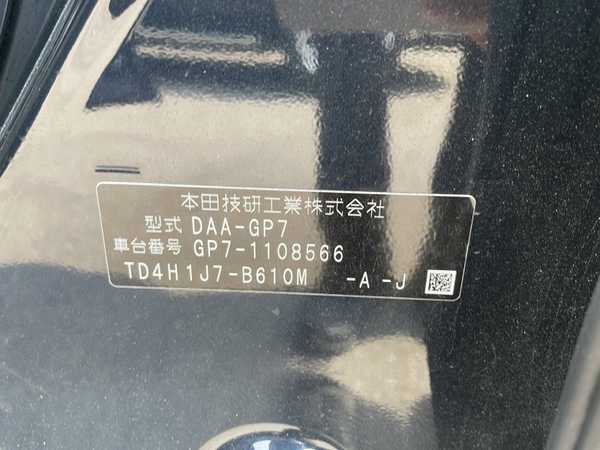 本田技研工業株式会社
型式 DAA-GP7
車台番号 GP7-1108566
TD4H1J7-B610M -A -J